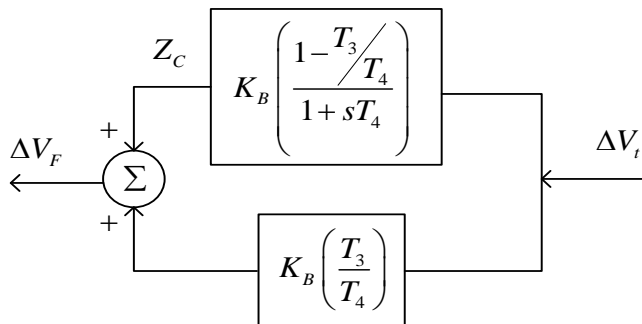 Z_C
K_B ( (1 - T_3/T_4) / (1 + sT_4) )
+
ΔV_F
Σ
ΔV_t
+
K_B ( T_3 / T_4 )